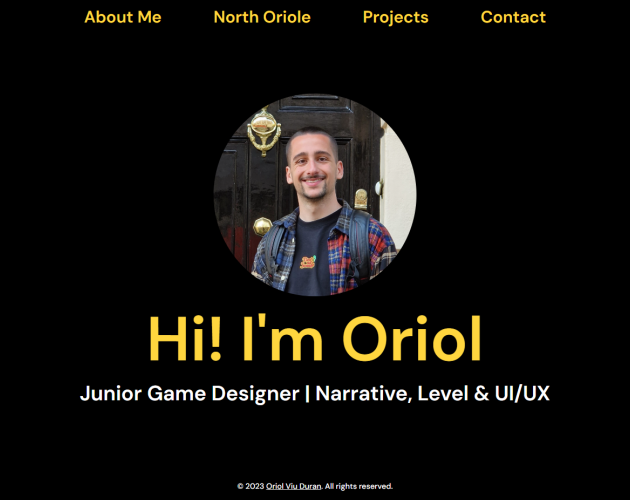 About Me North Oriole Projects Contact
Hi! I'm Oriol
Junior Game Designer | Narrative, Level & UI/UX
© 2023 Oriol Viu Duran. All rights reserved.